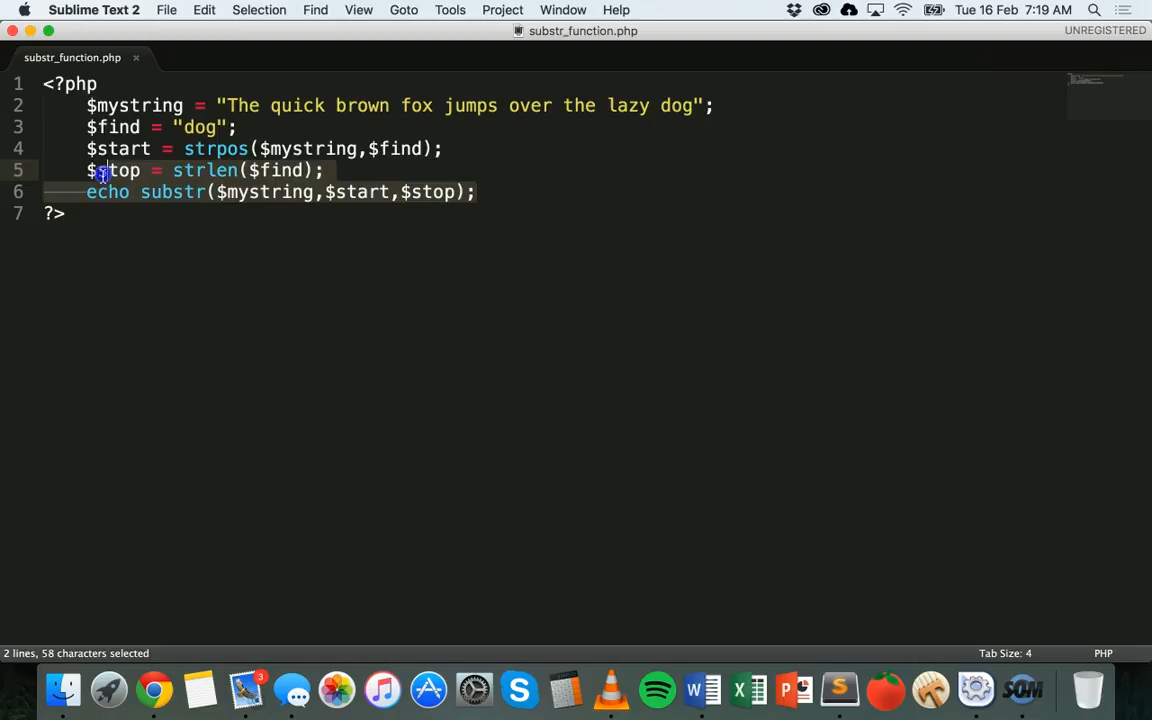 Sublime Text 2 File Edit Selection Find View Goto Tools Project Window Help Tue 16 Feb 7:19 AM
substr_function.php UNREGISTERED
substr_function.php ×
1 <?php
2 $mystring = "The quick brown fox jumps over the lazy dog";
3 $find = "dog";
4 $start = strpos($mystring,$find);
5 $stop = strlen($find);
6 echo substr($mystring,$start,$stop);
7 ?>
2 lines, 58 characters selected Tab Size: 4 PHP
3
SOM